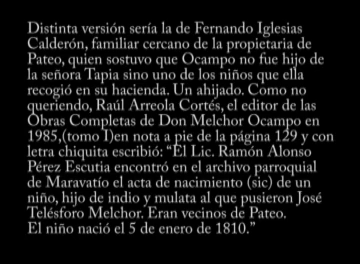 Distinta versión sería la de Fernando Iglesias
Calderón, familiar cercano de la propietaria de
Pateo, quien sostuvo que Ocampo no fue hijo de
la señora Tapia sino uno de los niños que ella
recogió en su hacienda. Un ahijado. Como no
queriendo, Raúl Arreola Cortés, el editor de las
Obras Completas de Don Melchor Ocampo en
1985,(tomo I)en nota a pie de la página 129 y con
letra chiquita escribió: “El Lic. Ramón Alonso
Pérez Escutia encontró en el archivo parroquial
de Maravatío el acta de nacimiento (sic) de un
niño, hijo de indio y mulata al que pusieron José
Telésforo Melchor. Eran vecinos de Pateo.
El niño nació el 5 de enero de 1810.”